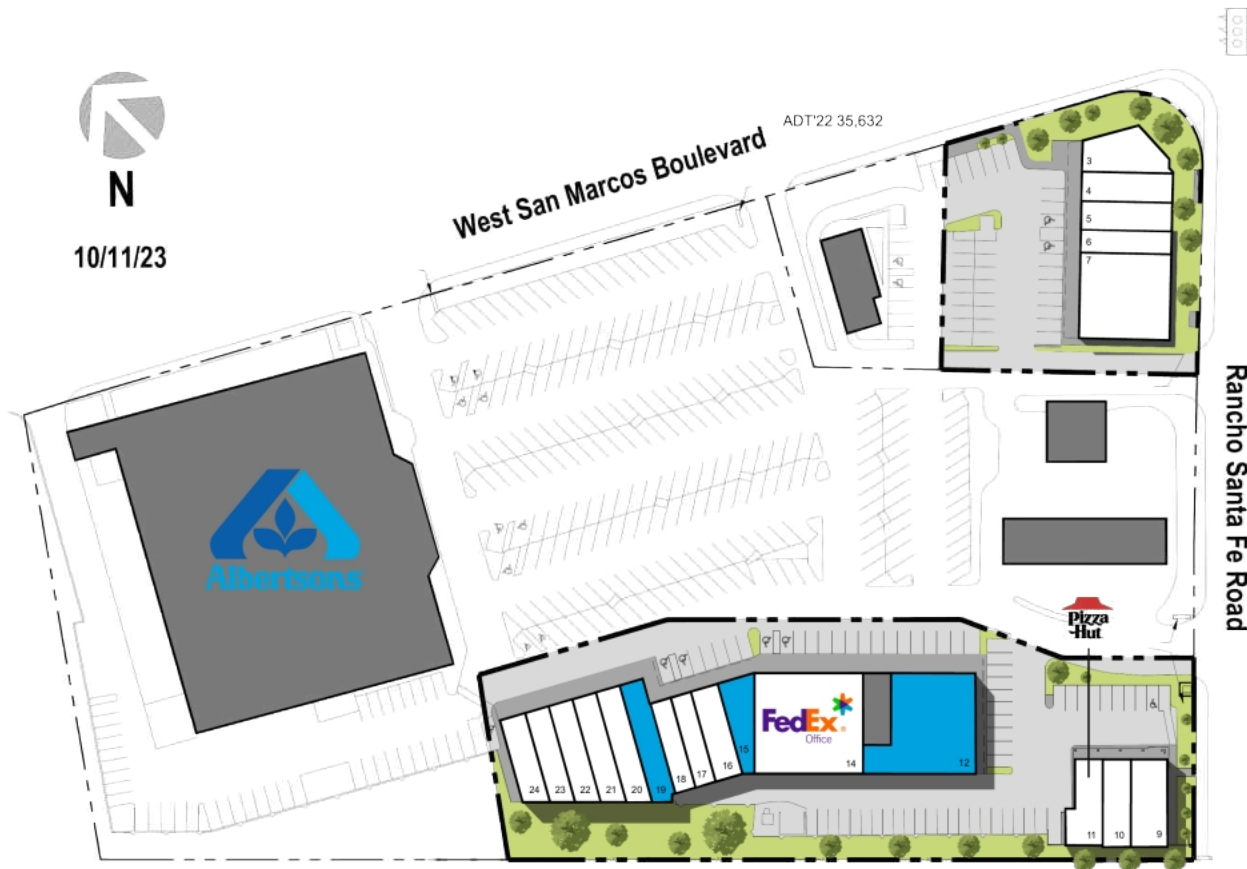 ADT'22 35,632
West San Marcos Boulevard
N
10/11/23
3
4
5
6
7
Rancho Santa Fe Road
Albertsons
Pizza
Hut
FedEx®
Office
24
23
22
21
20
19
18
17
16
15
14
12
11
10
9